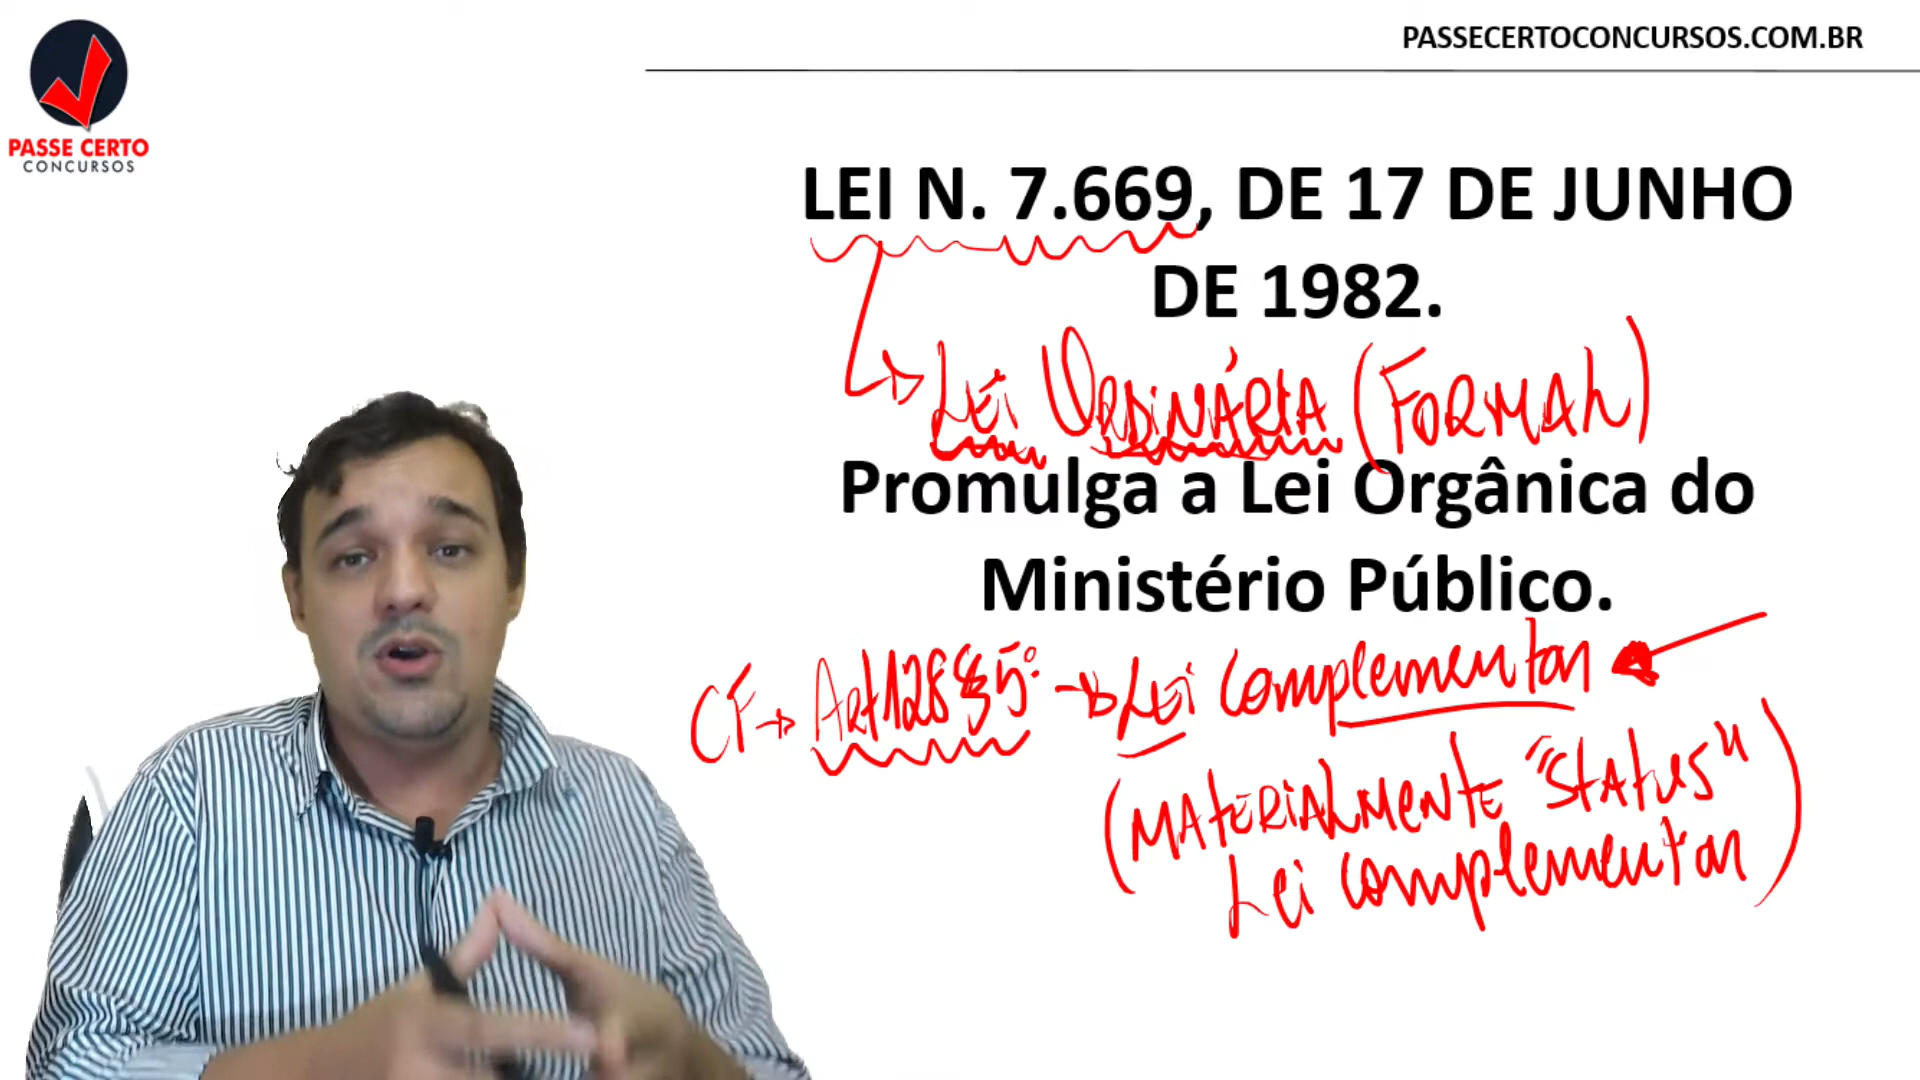 PASSECERTOCONCURSOS.COM.BR
PASSE CERTO
CONCURSOS
LEI N. 7.669, DE 17 DE JUNHO
DE 1982.
LEI ORDINÁRIA (FORMAL)
Promulga a Lei Orgânica do
Ministério Público.
CF → Art 128 § 5º → LEi complementar
(MATERIALMENTE "STATUS"
Lei complementar)